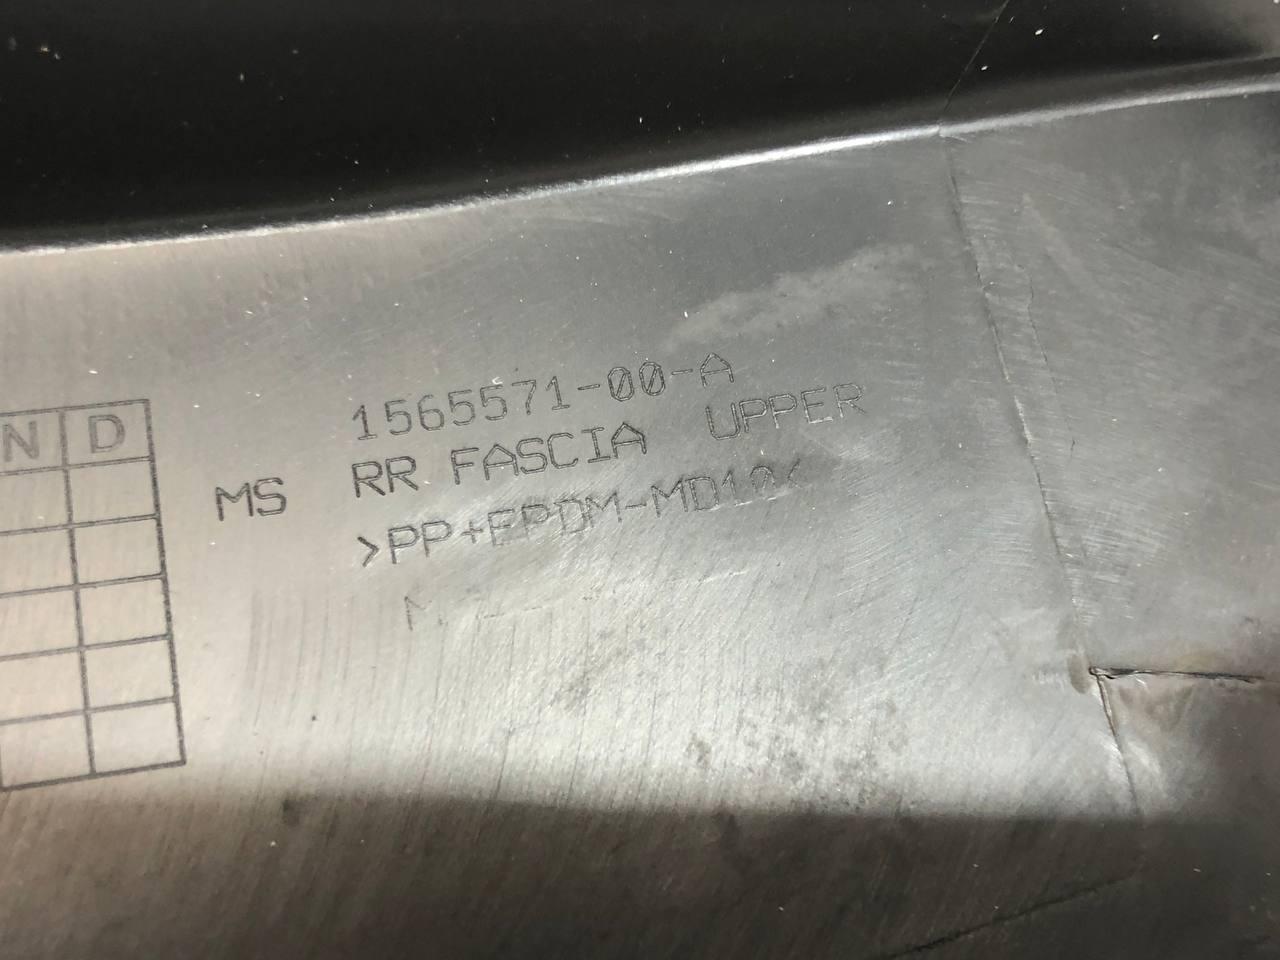 1565571-00-A
MS RR FASCIA UPPER
>PP+EPDM-MD10
N D